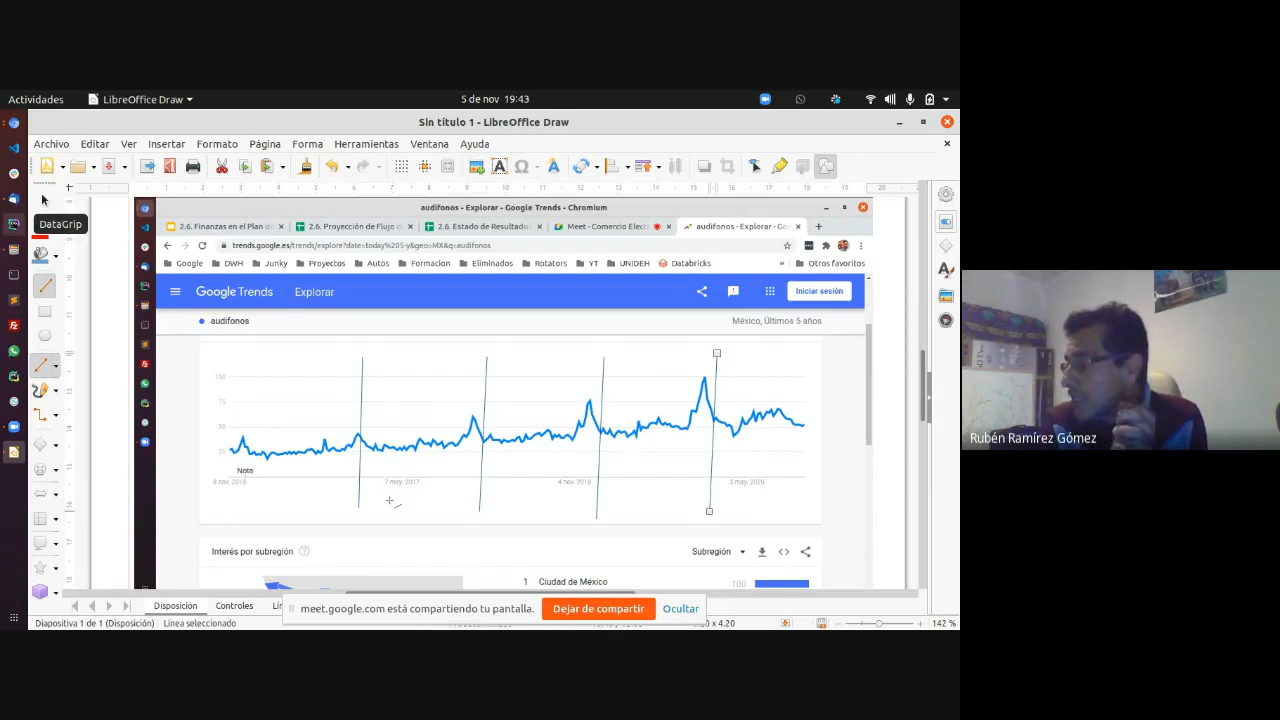 Actividades LibreOffice Draw 5 de nov 19:43
Sin título 1 - LibreOffice Draw
Archivo Editar Ver Insertar Formato Página Forma Herramientas Ventana Ayuda
DataGrip
audifonos - Explorar - Google Trends - Chromium
2.6. Finanzas en el Plan d 2.6. Proyección de Flujo d 2.6. Estado de Resultados Meet - Comercio Elect audifonos - Explorar - Go
trends.google.es/trends/explore?date=today%205-y&geo=MX&q=audifonos
Google DWH Junky Proyectos Autos Formacion Eliminados Rotators YT UNIDEH Databricks » Otros favoritos
Google Trends Explorar Iniciar sesión
audifonos México, Últimos 5 años
100
75
50
25
Nota
8 nov. 2015 7 may. 2017 4 nov. 2018 3 may. 2020
Interés por subregión Subregión
1 Ciudad de México 100
meet.google.com está compartiendo tu pantalla. Dejar de compartir Ocultar
Disposición Controles
Diapositiva 1 de 1 (Disposición) Línea seleccionado 142 %
Rubén Ramírez Gómez